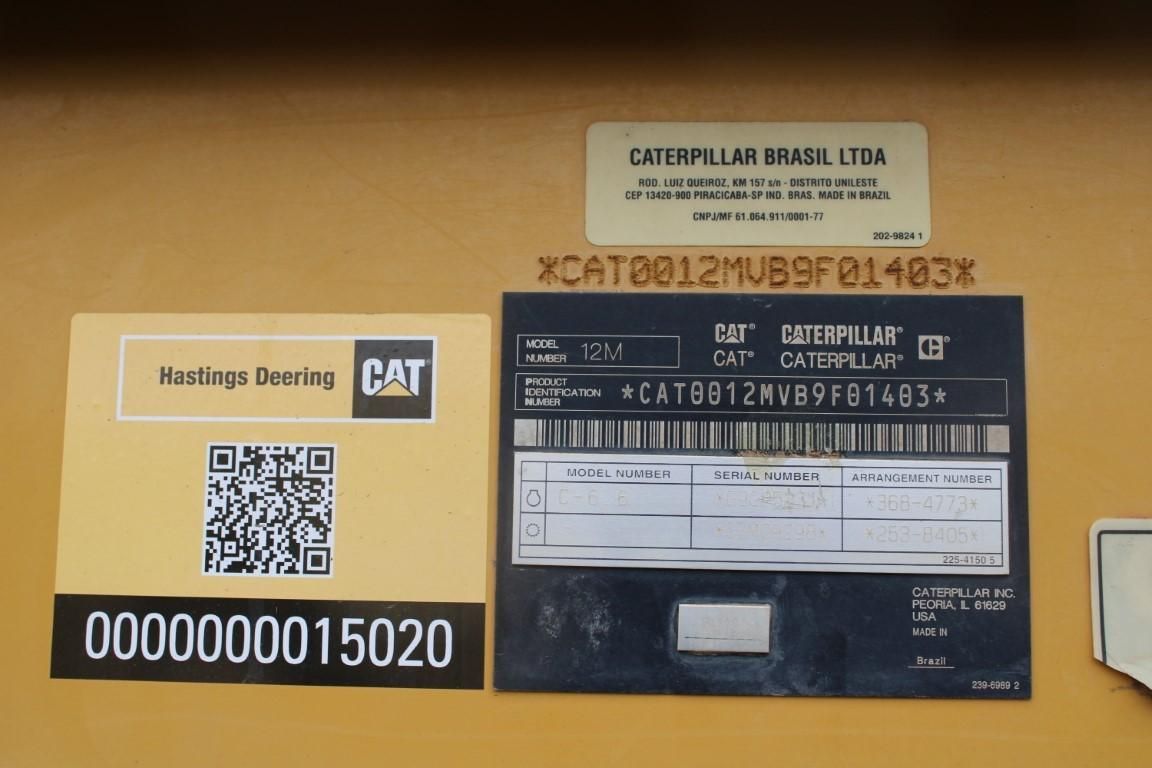 CATERPILLAR BRASIL LTDA
ROD. LUIZ QUEIROZ, KM 157 s/n - DISTRITO UNILESTE
CEP 13420-900 PIRACICABA-SP IND. BRAS. MADE IN BRAZIL
CNPJ/MF 61.064.911/0001-77
202-9824 1
*CAT0012MVB9F01403*
Hastings Deering CAT
0000000015020
MODEL NUMBER 12M
CAT® CATERPILLAR®
CAT® CATERPILLAR®
PRODUCT IDENTIFICATION NUMBER *CAT0012MVB9F01403*
MODEL NUMBER SERIAL NUMBER ARRANGEMENT NUMBER
C-6.6 *368-4773*
*253-8405*
225-4150 5
CATERPILLAR INC.
PEORIA, IL 61629
USA
MADE IN
Brazil
239-6989 2